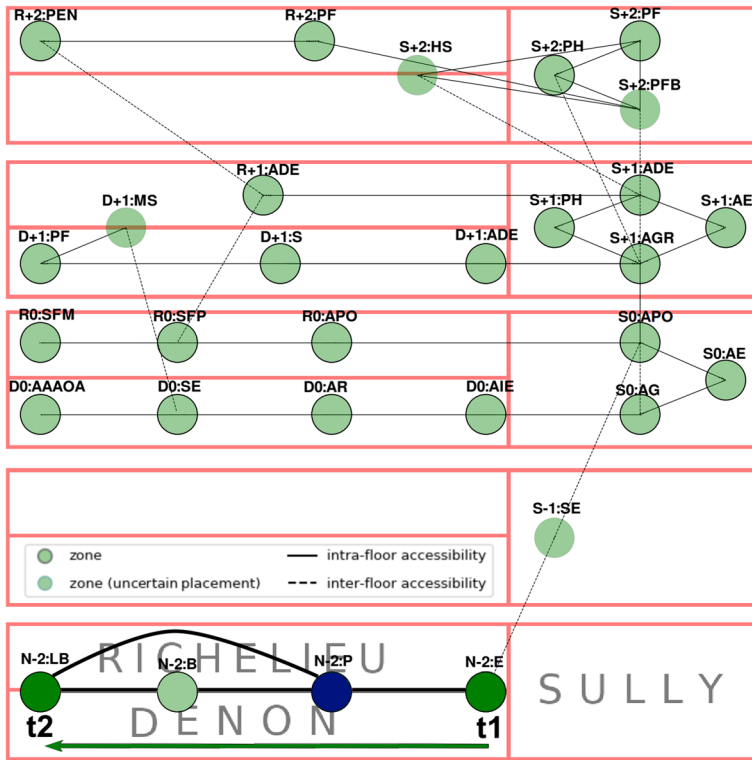 R+2:PEN R+2:PF S+2:PF
S+2:HS S+2:PH
S+2:PFB
R+1:ADE S+1:ADE
D+1:MS S+1:PH S+1:AE
D+1:PF D+1:S D+1:ADE S+1:AGR
R0:SFM R0:SFP R0:APO S0:APO
S0:AE
D0:AAAOA D0:SE D0:AR D0:AIE S0:AG
S-1:SE
zone intra-floor accessibility
zone (uncertain placement) inter-floor accessibility
RICHELIEU
N-2:LB N-2:B N-2:P N-2:E
SULLY
DENON
t2 t1